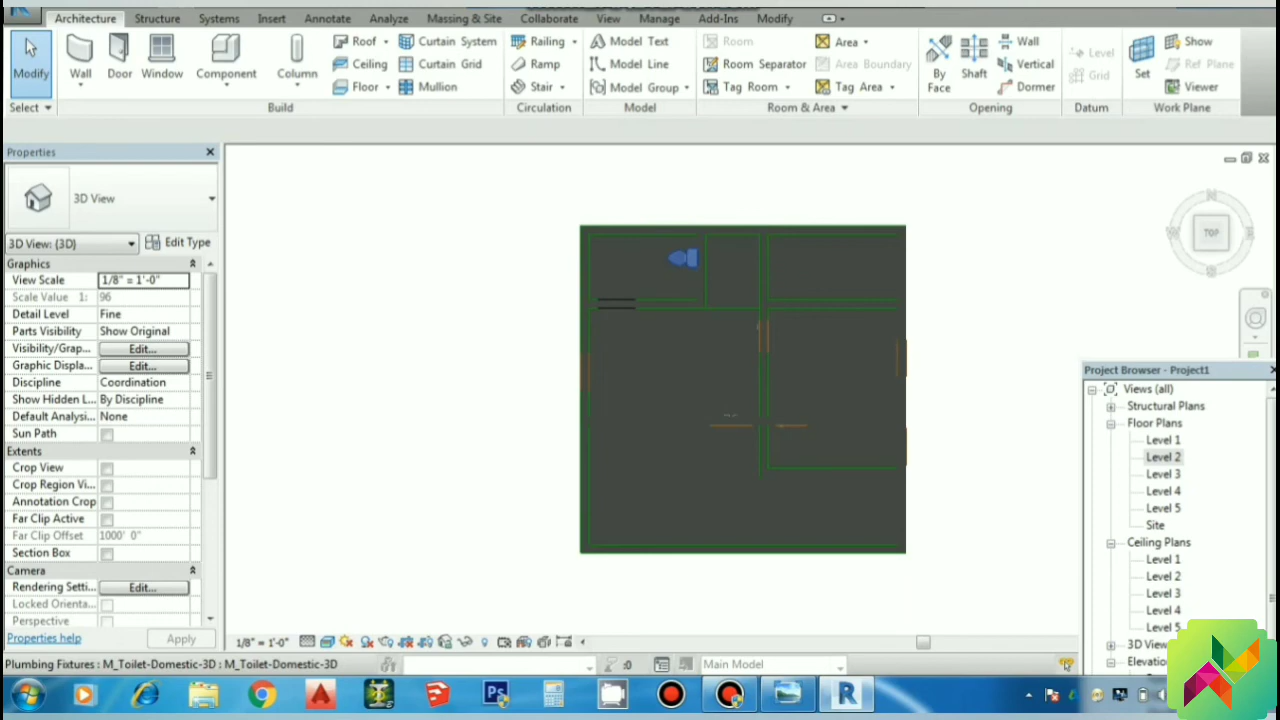 Architecture Structure Systems Insert Annotate Analyze Massing & Site Collaborate View Manage Add-Ins Modify
Modify Wall Door Window Component Column
Roof Curtain System
Ceiling Curtain Grid
Floor Mullion
Railing Model Text
Ramp Model Line
Stair Model Group
Room Area
Room Separator Area Boundary
Tag Room Tag Area
By Face Shaft
Wall
Vertical
Dormer
Level
Grid
Set
Show
Ref Plane
Viewer
Select Build Circulation Model Room & Area Opening Datum Work Plane
Properties
3D View
3D View: {3D} Edit Type
Graphics
View Scale 1/8" = 1'-0"
Scale Value 1: 96
Detail Level Fine
Parts Visibility Show Original
Visibility/Grap... Edit...
Graphic Displa... Edit...
Discipline Coordination
Show Hidden L... By Discipline
Default Analysi... None
Sun Path
Extents
Crop View
Crop Region Vi...
Annotation Crop
Far Clip Active
Far Clip Offset 1000' 0"
Section Box
Camera
Rendering Setti... Edit...
Locked Orienta...
Perspective
Properties help Apply
TOP
Project Browser - Project1
Views (all)
Structural Plans
Floor Plans
Level 1
Level 2
Level 3
Level 4
Level 5
Site
Ceiling Plans
Level 1
Level 2
Level 3
Level 4
Level 5
3D View
Elevatio
1/8" = 1'-0"
Plumbing Fixtures : M_Toilet-Domestic-3D : M_Toilet-Domestic-3D
:0
Main Model
Ps
R